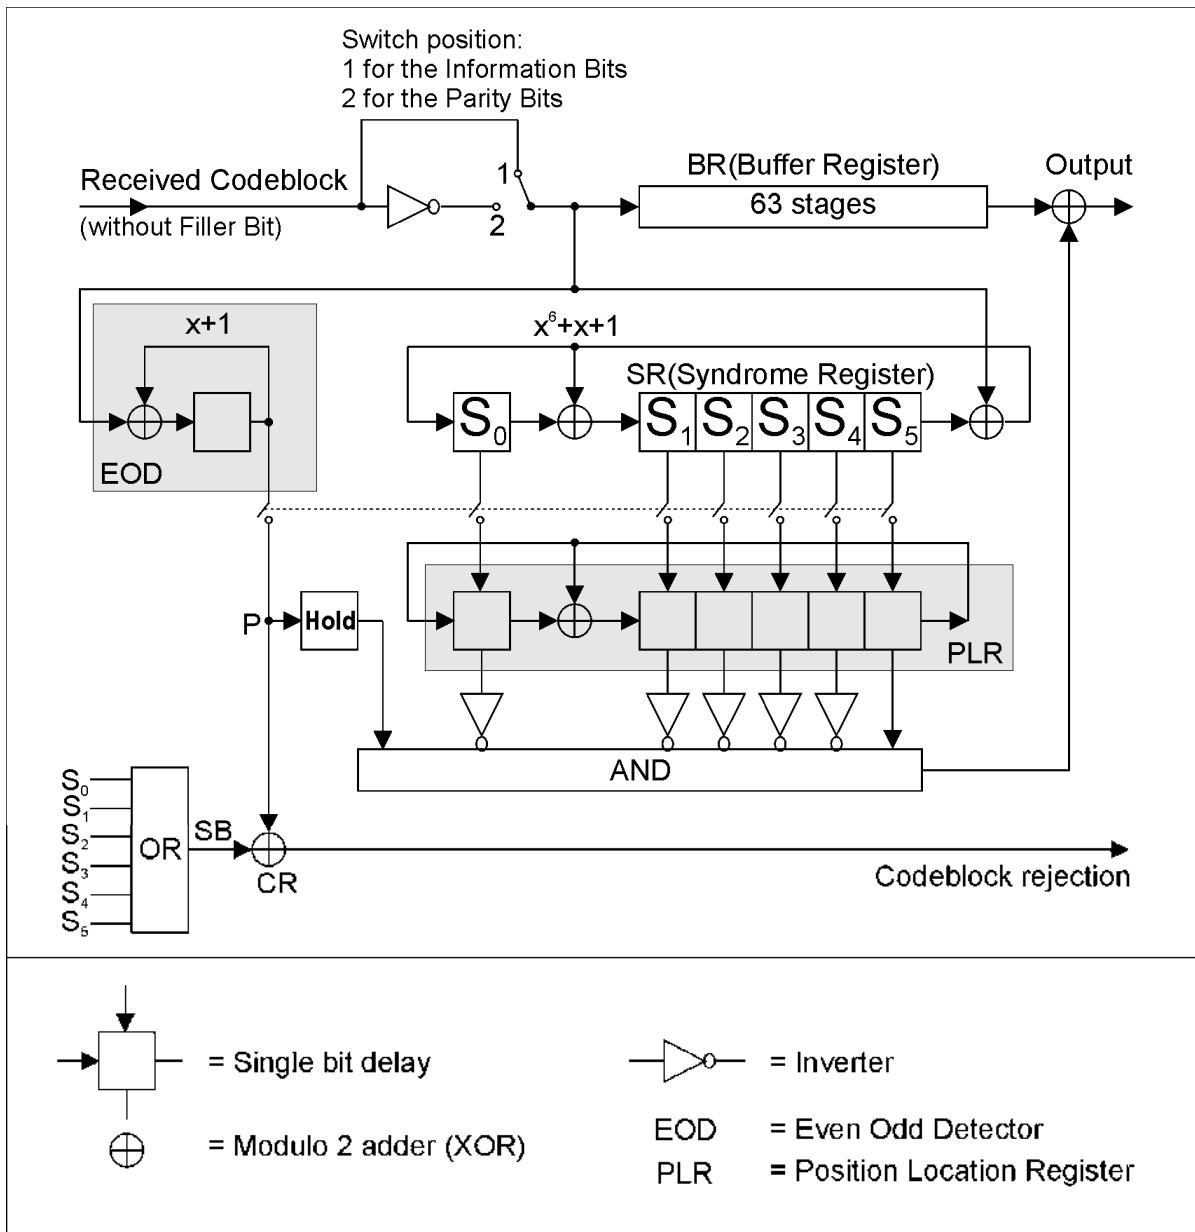 Switch position:
1 for the Information Bits
2 for the Parity Bits
BR(Buffer Register)
Output
Received Codeblock
1
63 stages
(without Filler Bit)
2
x+1
x⁶+x+1
SR(Syndrome Register)
S₀
S₁
S₂
S₃
S₄
S₅
EOD
P
Hold
PLR
AND
S₀
S₁
S₂
S₃
S₄
S₅
OR
SB
CR
Codeblock rejection
= Single bit delay
= Inverter
= Modulo 2 adder (XOR)
EOD = Even Odd Detector
PLR = Position Location Register